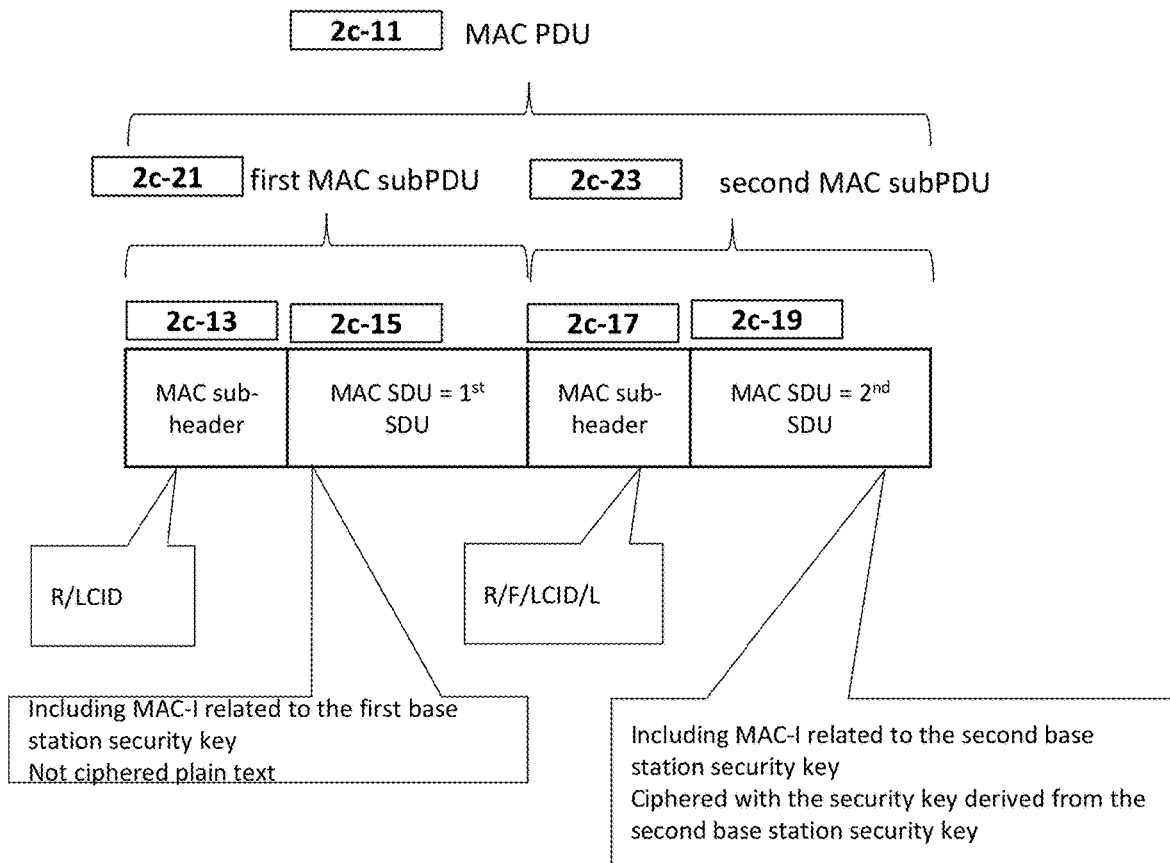 2c-11 MAC PDU
2c-21 first MAC subPDU 2c-23 second MAC subPDU
2c-13 2c-15 2c-17 2c-19
MAC sub-
header
MAC SDU = 1st
SDU
MAC sub-
header
MAC SDU = 2nd
SDU
R/LCID
R/F/LCID/L
Including MAC-I related to the first base
station security key
Not ciphered plain text
Including MAC-I related to the second base
station security key
Ciphered with the security key derived from the
second base station security key